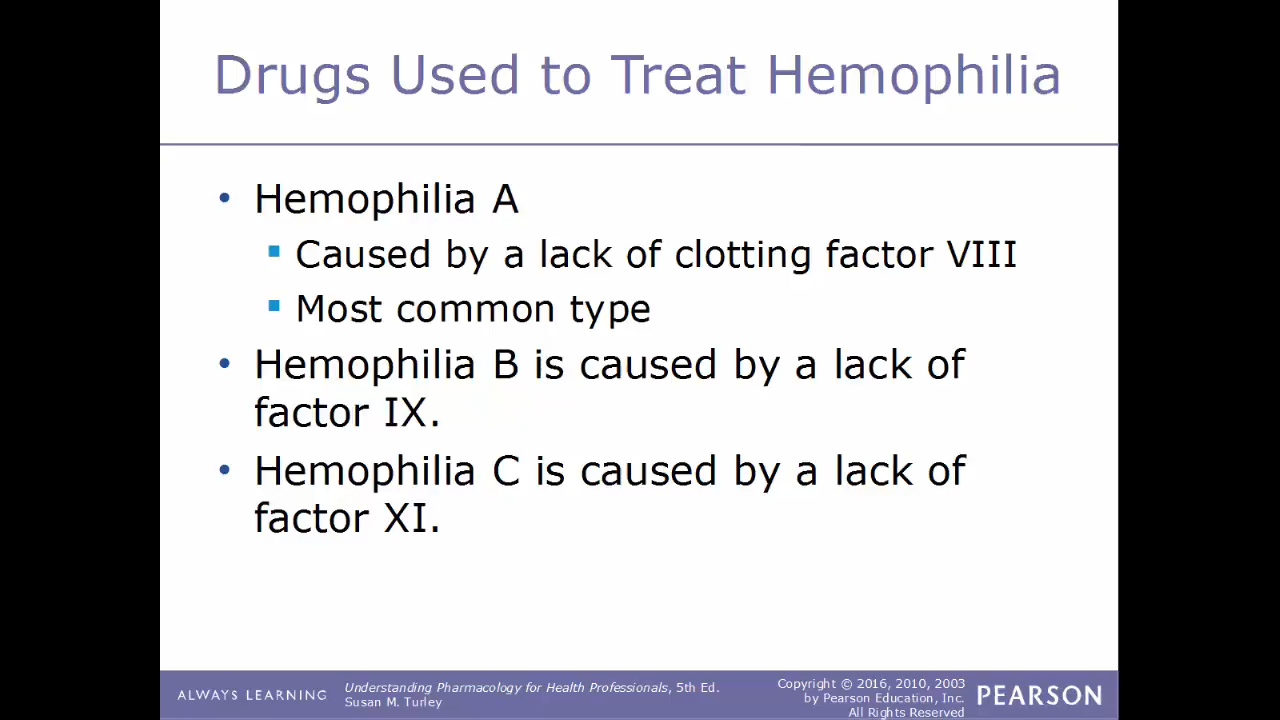 Drugs Used to Treat Hemophilia
• Hemophilia A
▪ Caused by a lack of clotting factor VIII
▪ Most common type
• Hemophilia B is caused by a lack of
factor IX.
• Hemophilia C is caused by a lack of
factor XI.
ALWAYS LEARNING
Understanding Pharmacology for Health Professionals, 5th Ed.
Susan M. Turley
Copyright © 2016, 2010, 2003
by Pearson Education, Inc.
All Rights Reserved
PEARSON